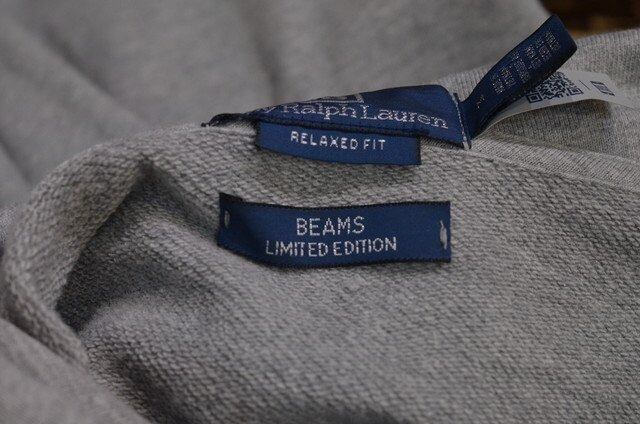 Ralph Lauren
RELAXED FIT
BEAMS
LIMITED EDITION